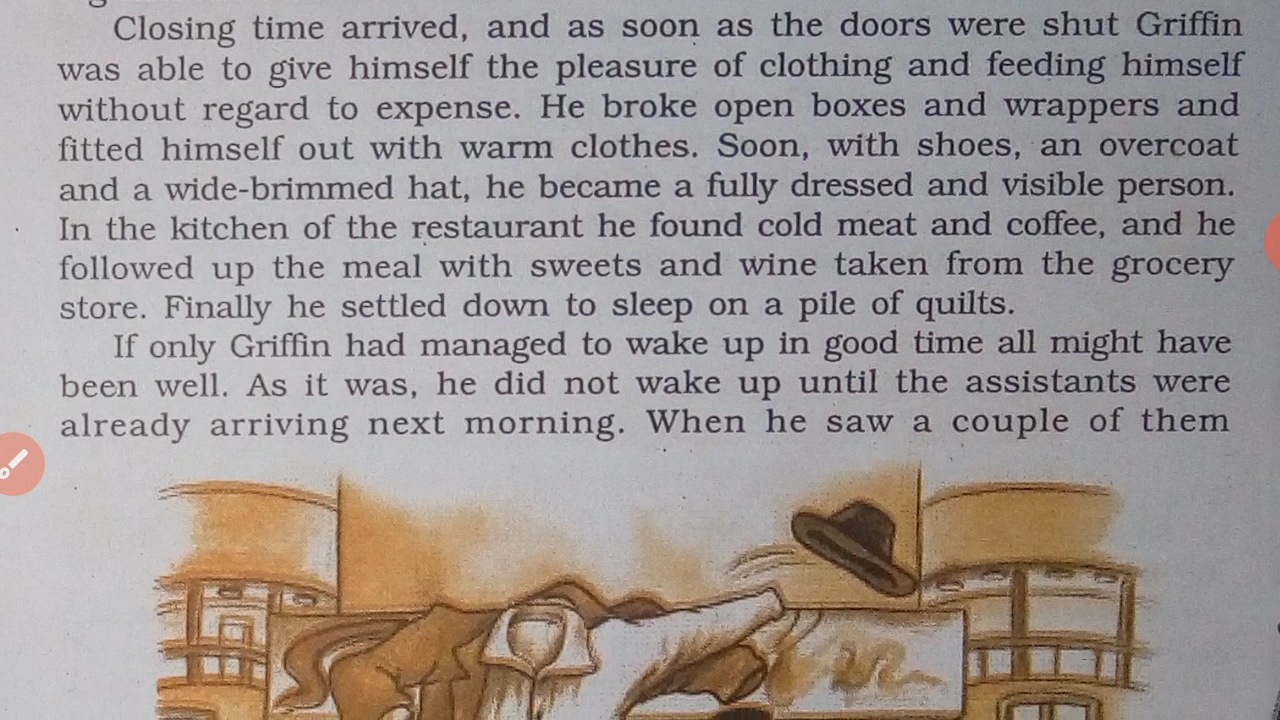 Closing time arrived, and as soon as the doors were shut Griffin
was able to give himself the pleasure of clothing and feeding himself
without regard to expense. He broke open boxes and wrappers and
fitted himself out with warm clothes. Soon, with shoes, an overcoat
and a wide-brimmed hat, he became a fully dressed and visible person.
In the kitchen of the restaurant he found cold meat and coffee, and he
followed up the meal with sweets and wine taken from the grocery
store. Finally he settled down to sleep on a pile of quilts.
If only Griffin had managed to wake up in good time all might have
been well. As it was, he did not wake up until the assistants were
already arriving next morning. When he saw a couple of them